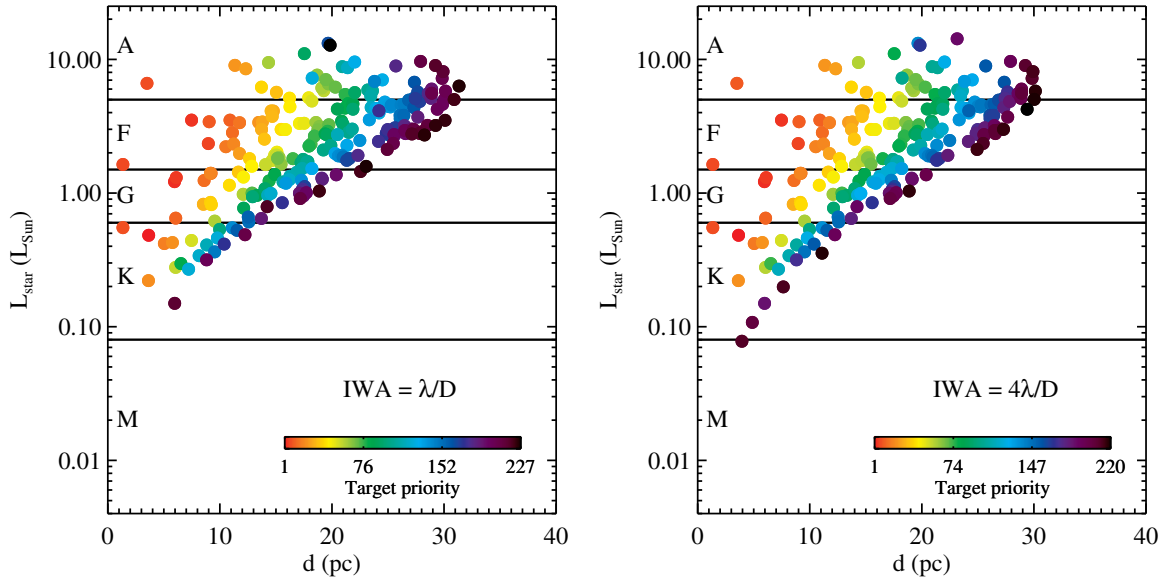 L_star (L_Sun)
10.00
1.00
0.10
0.01
A
F
G
K
M
IWA = λ/D
1 76 152 227
Target priority
0 10 20 30 40
d (pc)
L_star (L_Sun)
10.00
1.00
0.10
0.01
A
F
G
K
M
IWA = 4λ/D
1 74 147 220
Target priority
0 10 20 30 40
d (pc)